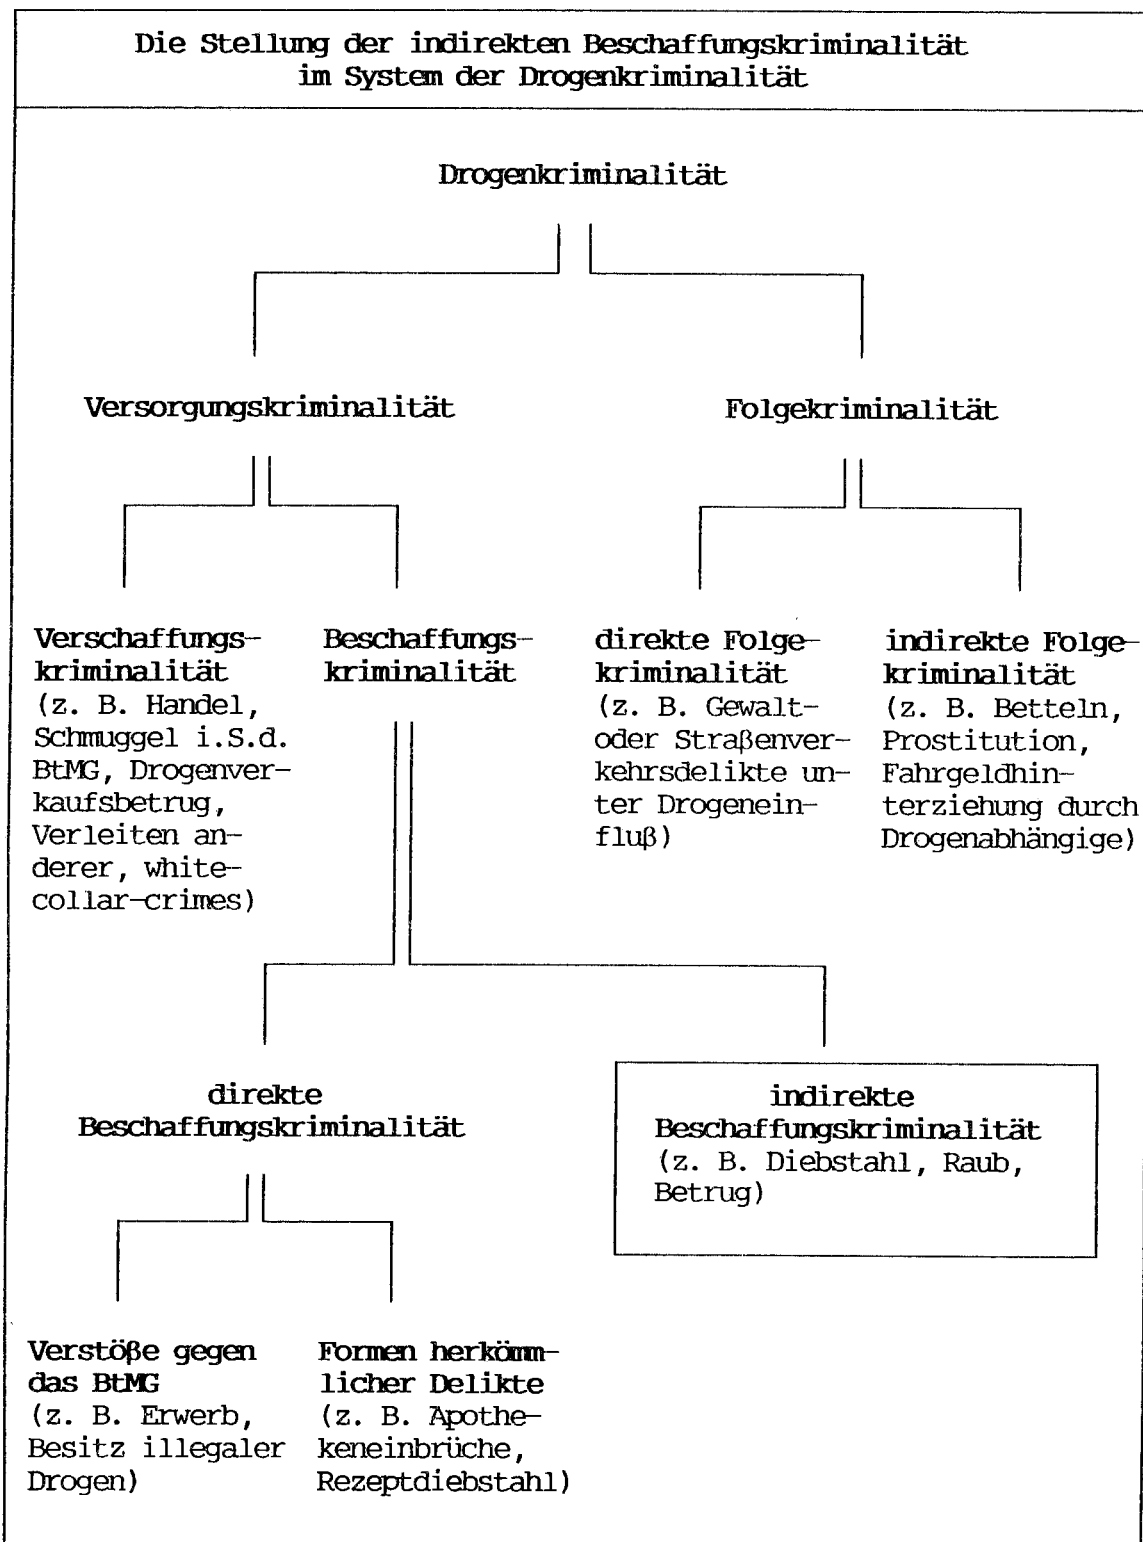 Die Stellung der indirekten Beschaffungskriminalität
im System der Drogenkriminalität
Drogenkriminalität
Versorgungskriminalität
Folgekriminalität
Verschaffungs-
kriminalität
(z. B. Handel,
Schmuggel i.S.d.
BtMG, Drogenver-
kaufsbetrug,
Verleiten an-
derer, white-
collar-crimes)
Beschaffungs-
kriminalität
direkte Folge-
kriminalität
(z. B. Gewalt-
oder Straßenver-
kehrsdelikte un-
ter Drogenein-
fluß)
indirekte Folge-
kriminalität
(z. B. Betteln,
Prostitution,
Fahrgeldhin-
terziehung durch
Drogenabhängige)
direkte
Beschaffungskriminalität
indirekte
Beschaffungskriminalität
(z. B. Diebstahl, Raub,
Betrug)
Verstöße gegen
das BtMG
(z. B. Erwerb,
Besitz illegaler
Drogen)
Formen herkömm-
licher Delikte
(z. B. Apothe-
keneinbrüche,
Rezeptdiebstahl)